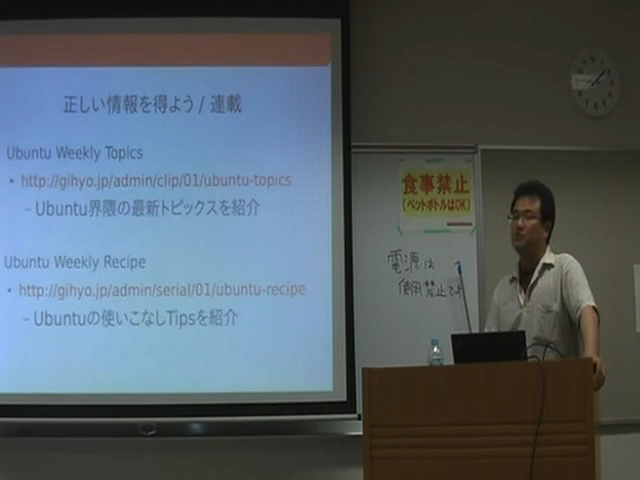 正しい情報を得よう / 連載
Ubuntu Weekly Topics
・ http://gihyo.jp/admin/clip/01/ubuntu-topics
– Ubuntu界隈の最新トピックスを紹介
Ubuntu Weekly Recipe
・ http://gihyo.jp/admin/serial/01/ubuntu-recipe
– Ubuntuの使いこなしTipsを紹介
食事禁止
(ペットボトルはOK)
電源は
使用禁止です